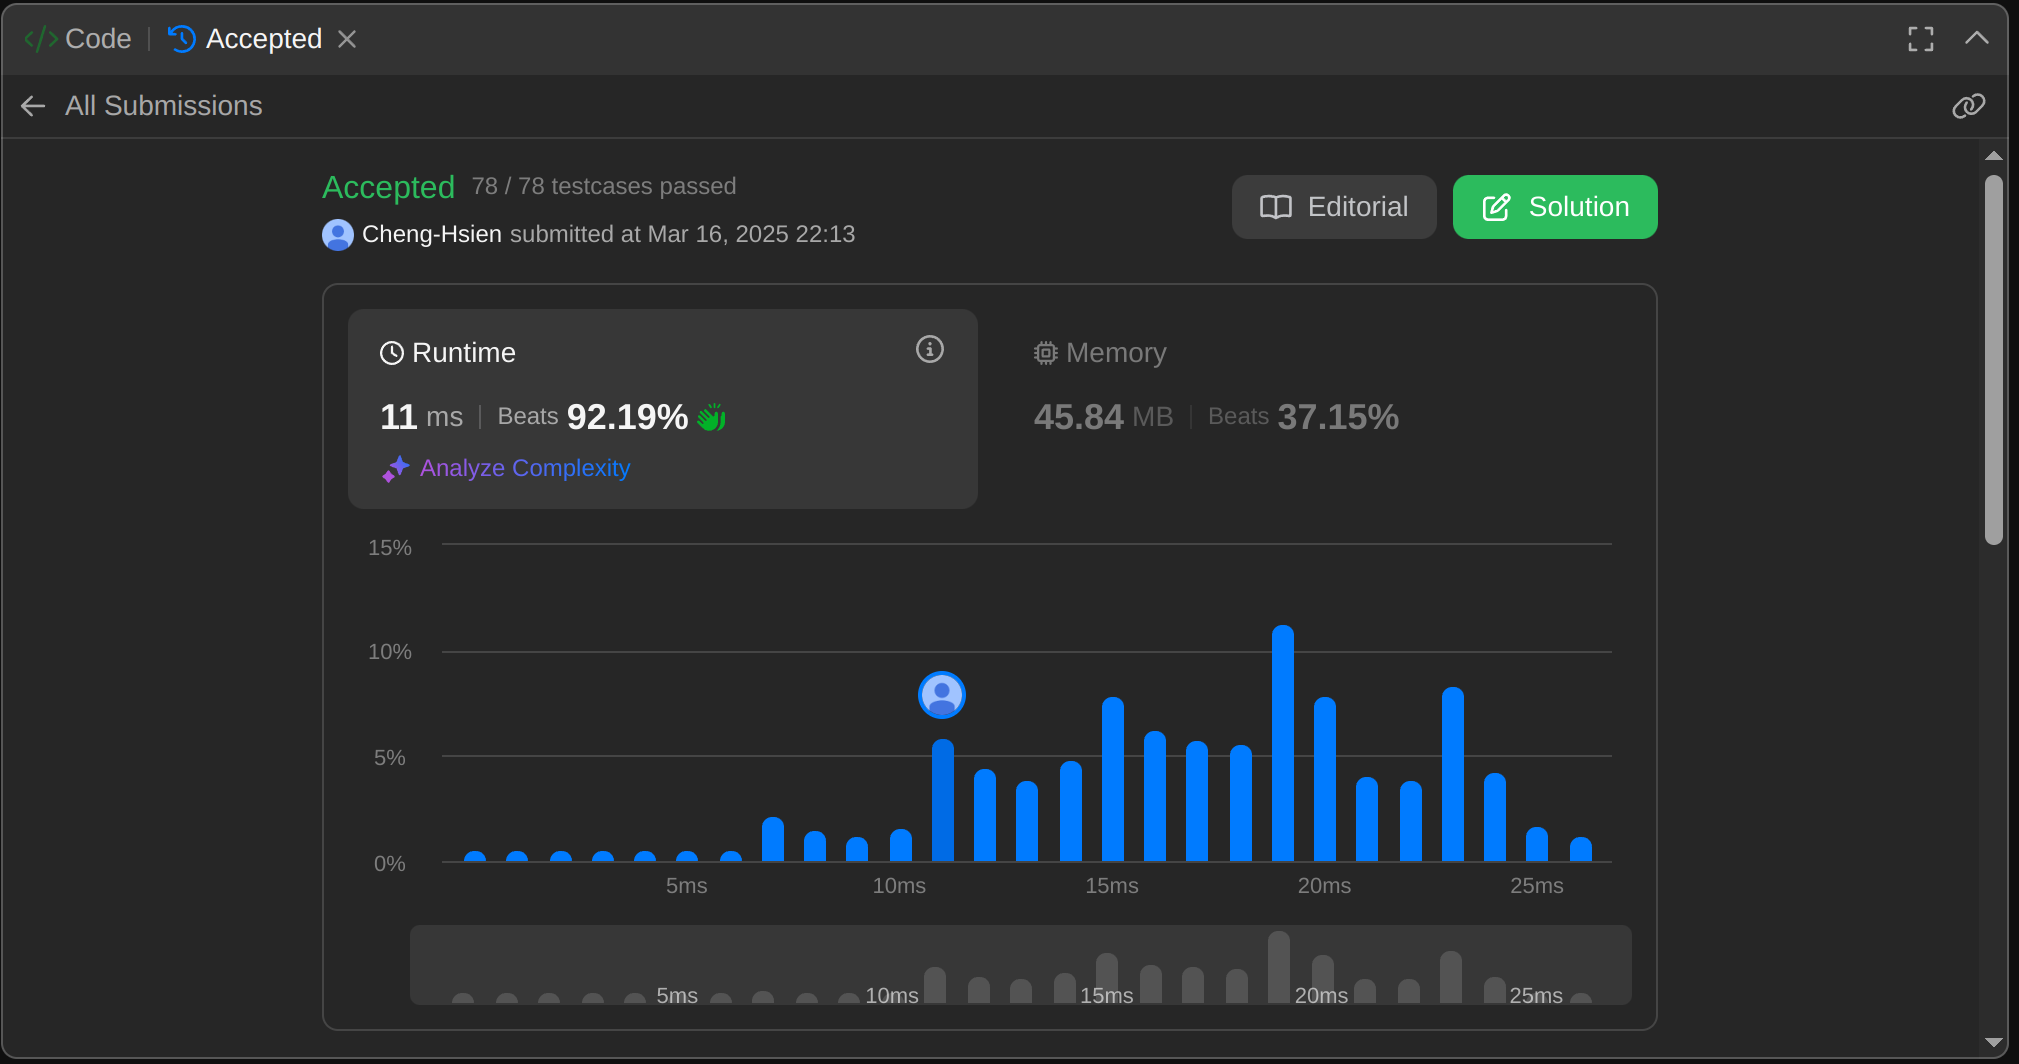 </> Code | Accepted
All Submissions
Accepted 78 / 78 testcases passed
Cheng-Hsien submitted at Mar 16, 2025 22:13
Editorial
Solution
Runtime
11 ms | Beats 92.19%
Analyze Complexity
Memory
45.84 MB | Beats 37.15%
15%
10%
5%
0%
5ms 10ms 15ms 20ms 25ms
5ms 10ms 15ms 20ms 25ms